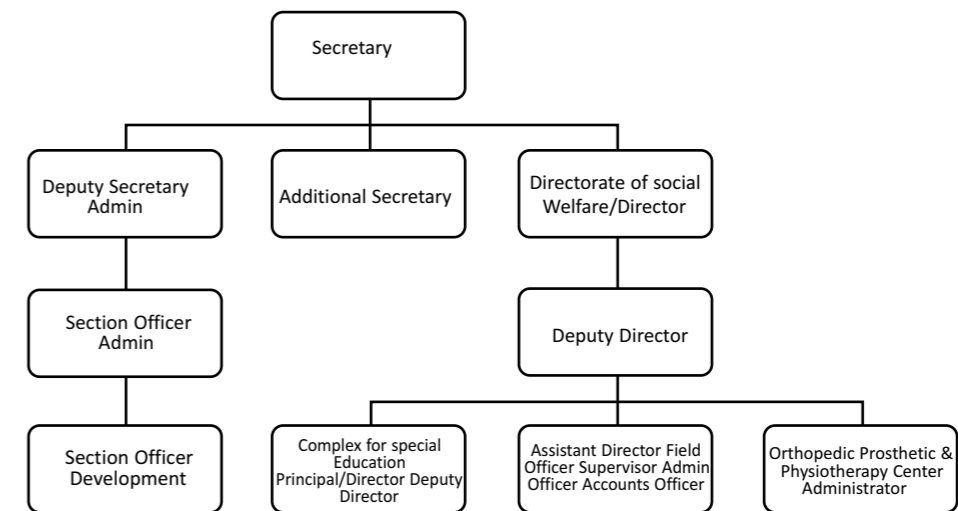 Secretary
Deputy Secretary
Admin
Additional Secretary
Directorate of social
Welfare/Director
Section Officer
Admin
Deputy Director
Section Officer
Development
Complex for special
Education
Principal/Director Deputy
Director
Assistant Director Field
Officer Supervisor Admin
Officer Accounts Officer
Orthopedic Prosthetic &
Physiotherapy Center
Administrator